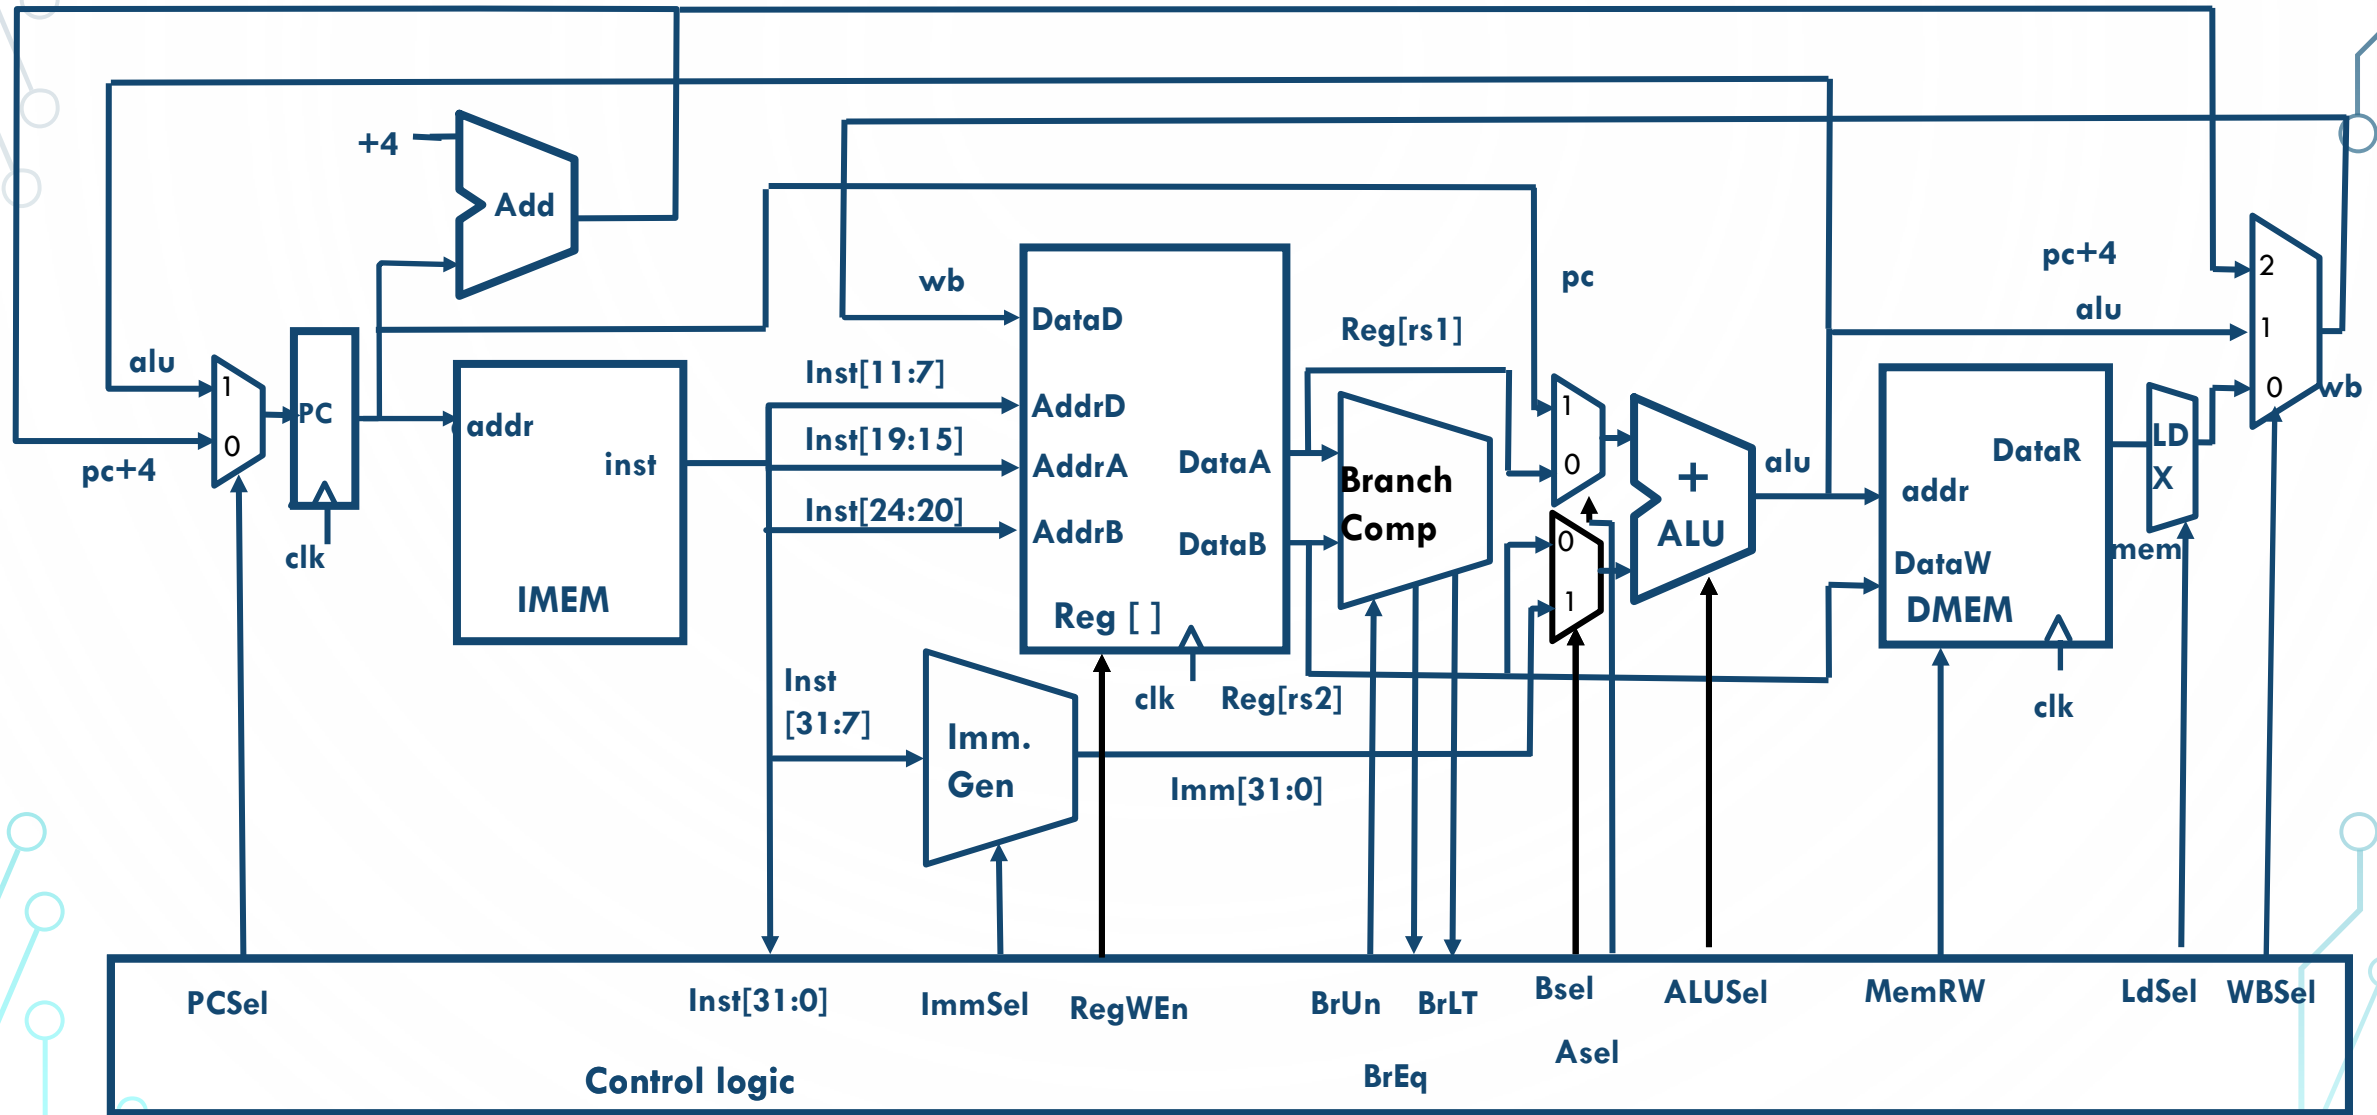 +4
Add
wb
pc
pc+4
alu
Reg[rs1]
DataD
alu
Inst[11:7]
AddrD
1
PC
0
pc+4
addr
inst
IMEM
clk
Inst[19:15]
AddrA
Inst[24:20]
AddrB
DataA
DataB
Reg [ ]
clk
Reg[rs2]
Branch
Comp
1
0
0
1
+
ALU
alu
addr
DataR
DataW
DMEM
clk
LD
X
mem
2
1
0
wb
Inst
[31:7]
Imm.
Gen
Imm[31:0]
PCSel
Inst[31:0]
ImmSel
RegWEn
BrUn
BrLT
Bsel
ALUSel
MemRW
LdSel
WBSel
Asel
BrEq
Control logic